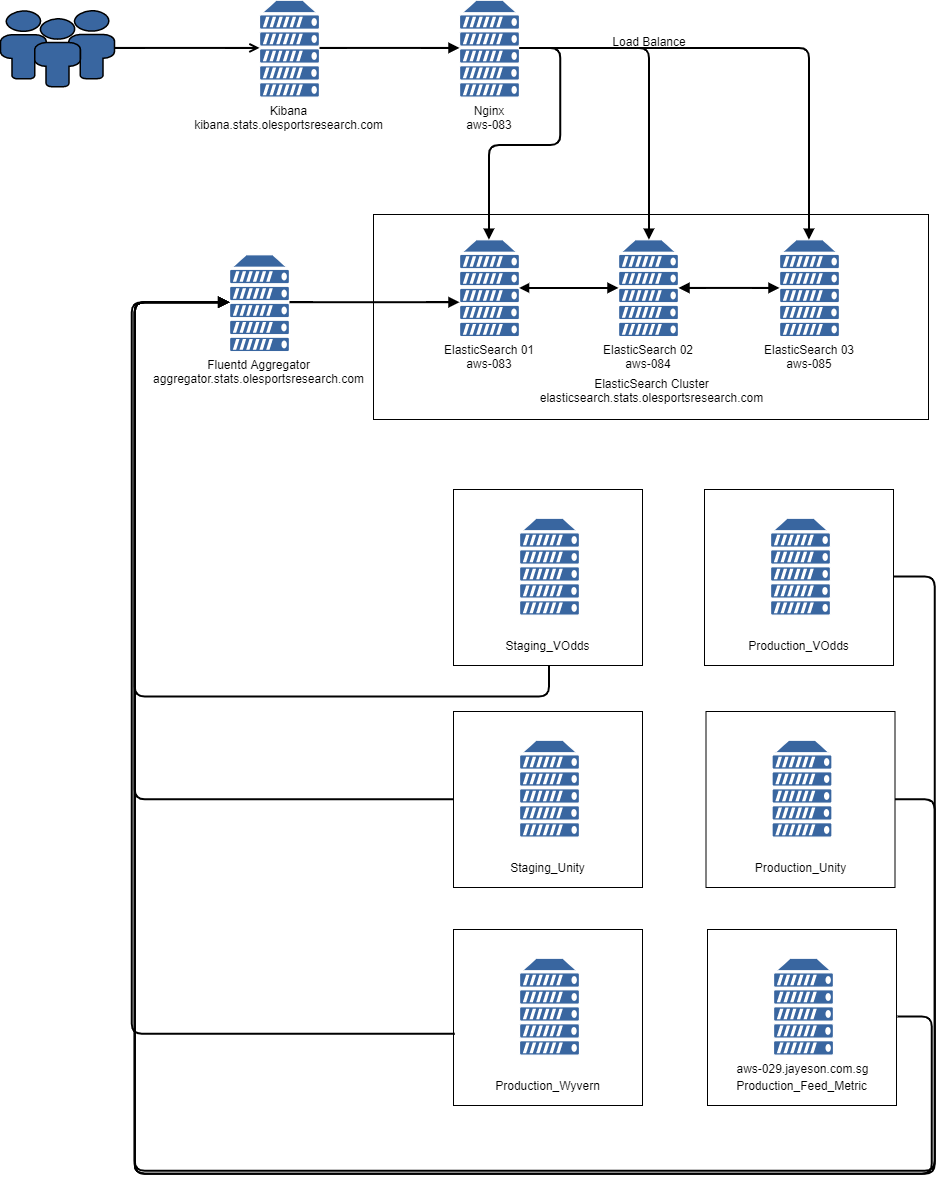 Load Balance
Kibana
kibana.stats.olesportsresearch.com
Nginx
aws-083
ElasticSearch 01
aws-083
ElasticSearch 02
aws-084
ElasticSearch 03
aws-085
ElasticSearch Cluster
elasticsearch.stats.olesportsresearch.com
Fluentd Aggregator
aggregator.stats.olesportsresearch.com
Staging_VOdds
Production_VOdds
Staging_Unity
Production_Unity
Production_Wyvern
aws-029.jayeson.com.sg
Production_Feed_Metric